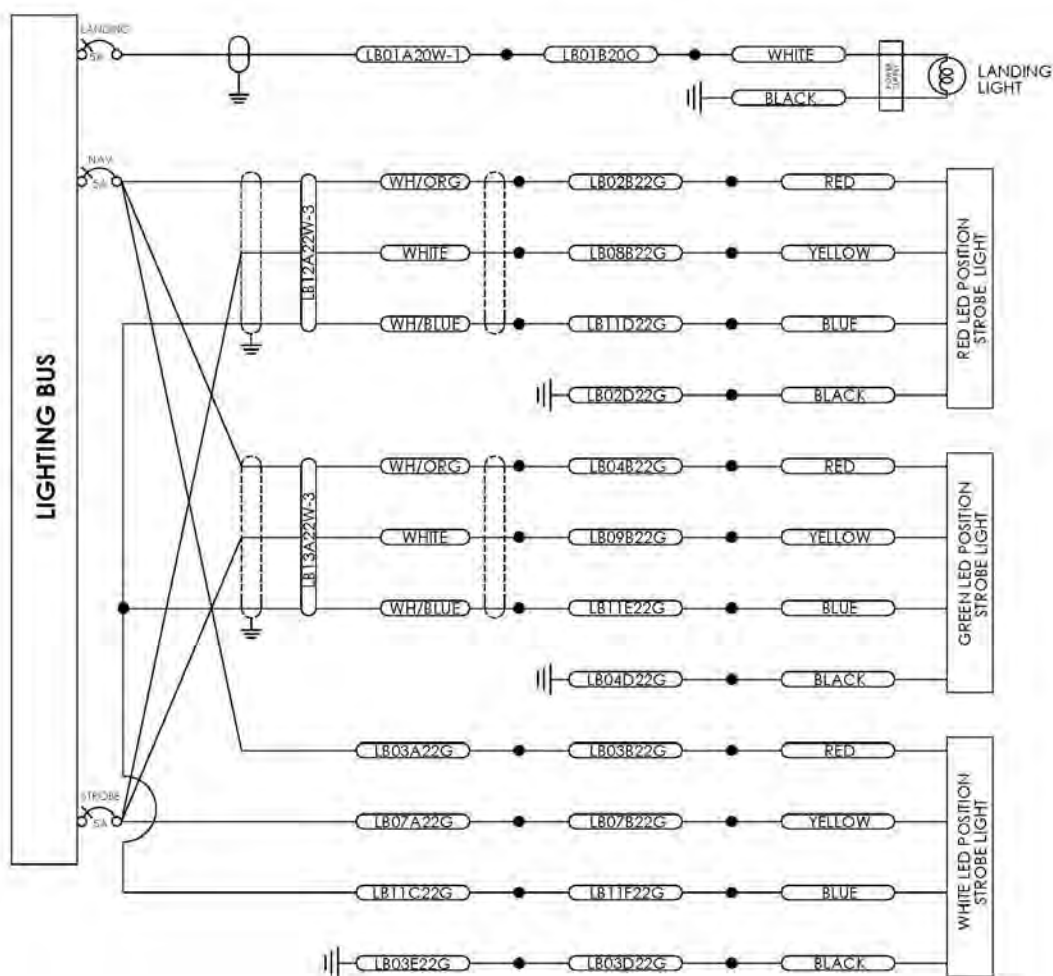 LIGHTING BUS
LANDING
5A
LB01A20W-1
LB01B20O
WHITE
BLACK
POWER SUPPLY
LANDING
LIGHT
NAV
5A
LB12A22W-3
WH/ORG
LB02B22G
RED
WHITE
LB08B22G
YELLOW
WH/BLUE
LB11D22G
BLUE
LB02D22G
BLACK
RED LED POSITION
STROBE LIGHT
LB13A22W-3
WH/ORG
LB04B22G
RED
WHITE
LB09B22G
YELLOW
WH/BLUE
LB11E22G
BLUE
LB04D22G
BLACK
GREEN LED POSITION
STROBE LIGHT
LB03A22G
LB03B22G
RED
STROBE
5A
LB07A22G
LB07B22G
YELLOW
LB11C22G
LB11F22G
BLUE
LB03E22G
LB03D22G
BLACK
WHITE LED POSITION
STROBE LIGHT